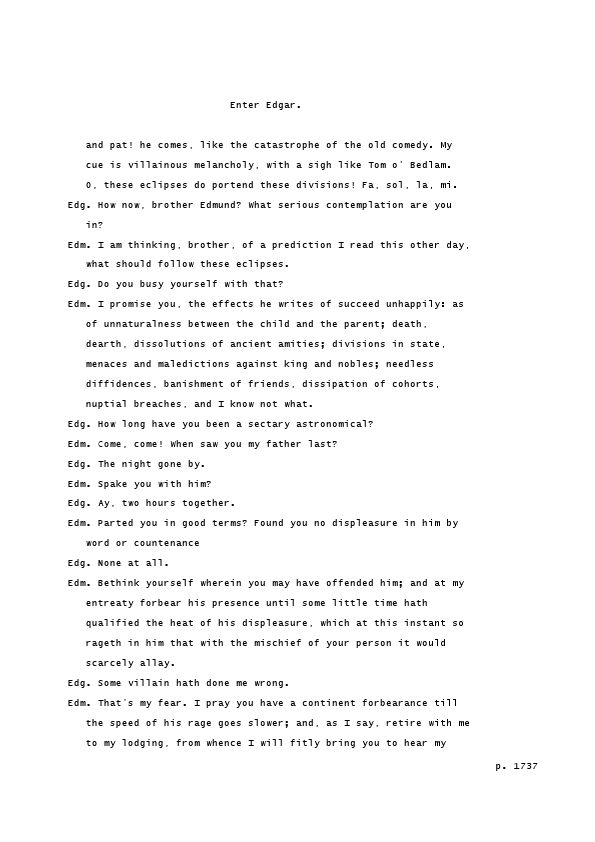 Enter Edgar.
and pat! he comes, like the catastrophe of the old comedy. My
cue is villainous melancholy, with a sigh like Tom o' Bedlam.
O, these eclipses do portend these divisions! Fa, sol, la, mi.
Edg. How now, brother Edmund? What serious contemplation are you
in?
Edm. I am thinking, brother, of a prediction I read this other day,
what should follow these eclipses.
Edg. Do you busy yourself with that?
Edm. I promise you, the effects he writes of succeed unhappily: as
of unnaturalness between the child and the parent; death,
dearth, dissolutions of ancient amities; divisions in state,
menaces and maledictions against king and nobles; needless
diffidences, banishment of friends, dissipation of cohorts,
nuptial breaches, and I know not what.
Edg. How long have you been a sectary astronomical?
Edm. Come, come! When saw you my father last?
Edg. The night gone by.
Edm. Spake you with him?
Edg. Ay, two hours together.
Edm. Parted you in good terms? Found you no displeasure in him by
word or countenance
Edg. None at all.
Edm. Bethink yourself wherein you may have offended him; and at my
entreaty forbear his presence until some little time hath
qualified the heat of his displeasure, which at this instant so
rageth in him that with the mischief of your person it would
scarcely allay.
Edg. Some villain hath done me wrong.
Edm. That's my fear. I pray you have a continent forbearance till
the speed of his rage goes slower; and, as I say, retire with me
to my lodging, from whence I will fitly bring you to hear my
p. 1737